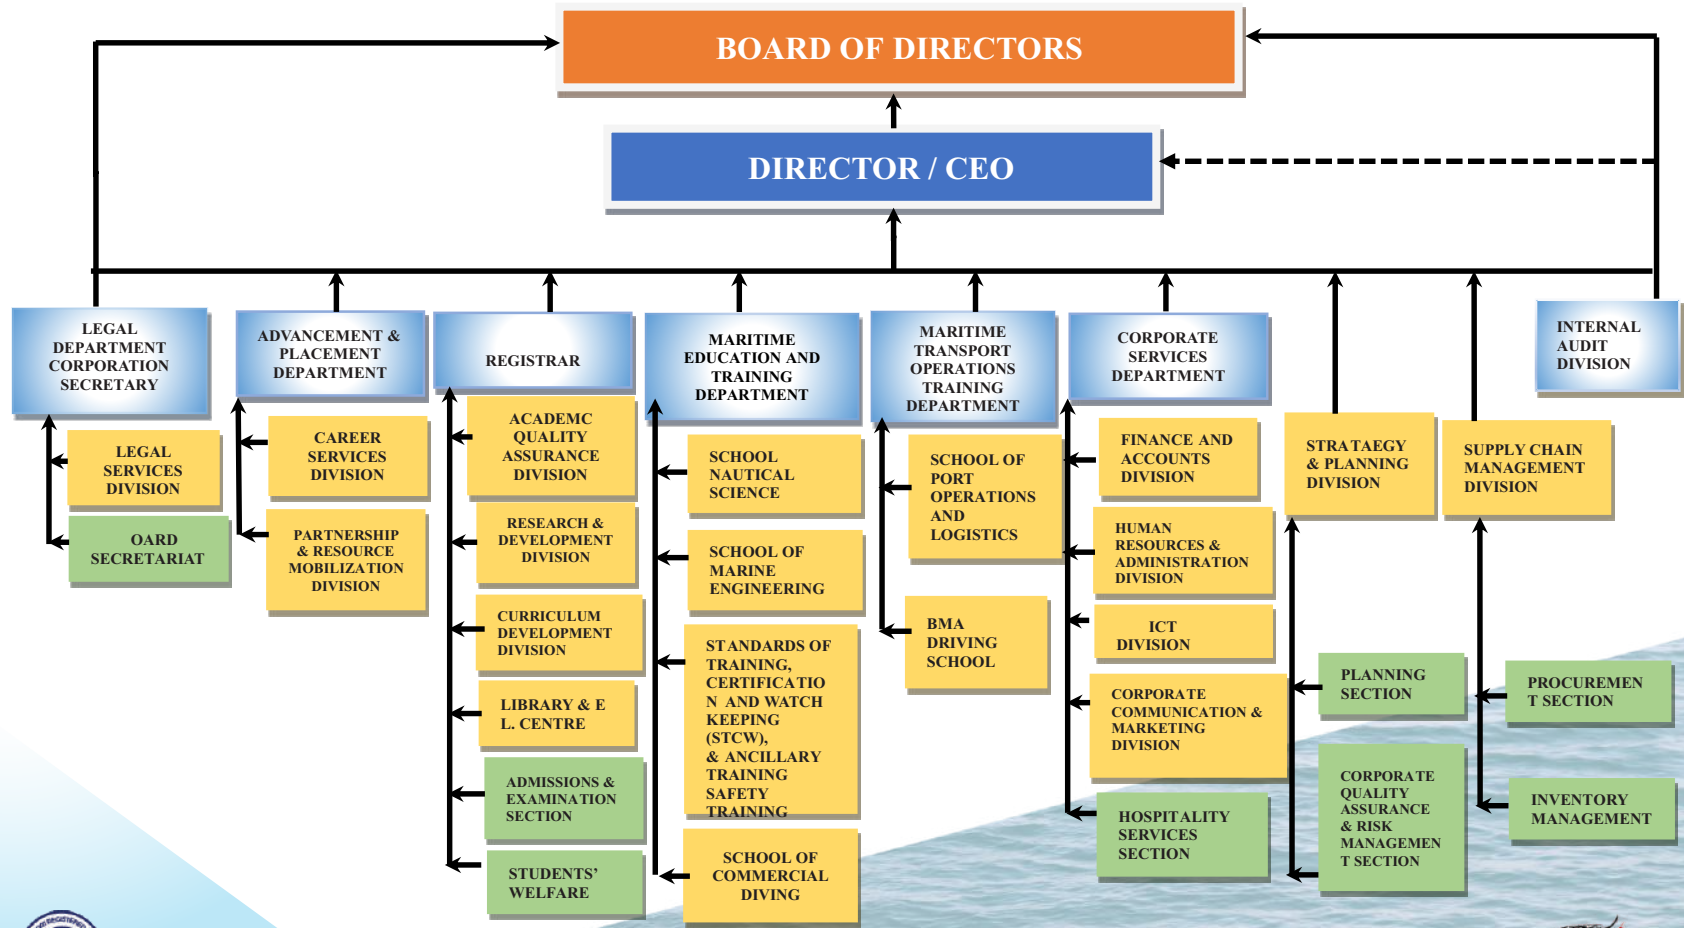 BOARD OF DIRECTORS
DIRECTOR / CEO
LEGAL
DEPARTMENT
CORPORATION
SECRETARY
ADVANCEMENT &
PLACEMENT
DEPARTMENT
REGISTRAR
MARITIME
EDUCATION AND
TRAINING
DEPARTMENT
MARITIME
TRANSPORT
OPERATIONS
TRAINING
DEPARTMENT
CORPORATE
SERVICES
DEPARTMENT
INTERNAL
AUDIT
DIVISION
LEGAL
SERVICES
DIVISION
OARD
SECRETARIAT
CAREER
SERVICES
DIVISION
PARTNERSHIP
& RESOURCE
MOBILIZATION
DIVISION
ACADEMC
QUALITY
ASSURANCE
DIVISION
RESEARCH &
DEVELOPMENT
DIVISION
CURRICULUM
DEVELOPMENT
DIVISION
LIBRARY & E
L. CENTRE
ADMISSIONS &
EXAMINATION
SECTION
STUDENTS’
WELFARE
SCHOOL
NAUTICAL
SCIENCE
SCHOOL OF
MARINE
ENGINEERING
STANDARDS OF
TRAINING,
CERTIFICATIO
N AND WATCH
KEEPING
(STCW),
& ANCILLARY
TRAINING
SAFETY
TRAINING
SCHOOL OF
COMMERCIAL
DIVING
SCHOOL OF
PORT
OPERATIONS
AND
LOGISTICS
BMA
DRIVING
SCHOOL
FINANCE AND
ACCOUNTS
DIVISION
HUMAN
RESOURCES &
ADMINISTRATION
DIVISION
ICT
DIVISION
CORPORATE
COMMUNICATION &
MARKETING
DIVISION
HOSPITALITY
SERVICES
SECTION
STRATAEGY
& PLANNING
DIVISION
PLANNING
SECTION
CORPORATE
QUALITY
ASSURANCE
& RISK
MANAGEMEN
T SECTION
SUPPLY CHAIN
MANAGEMENT
DIVISION
PROCUREMEN
T SECTION
INVENTORY
MANAGEMENT